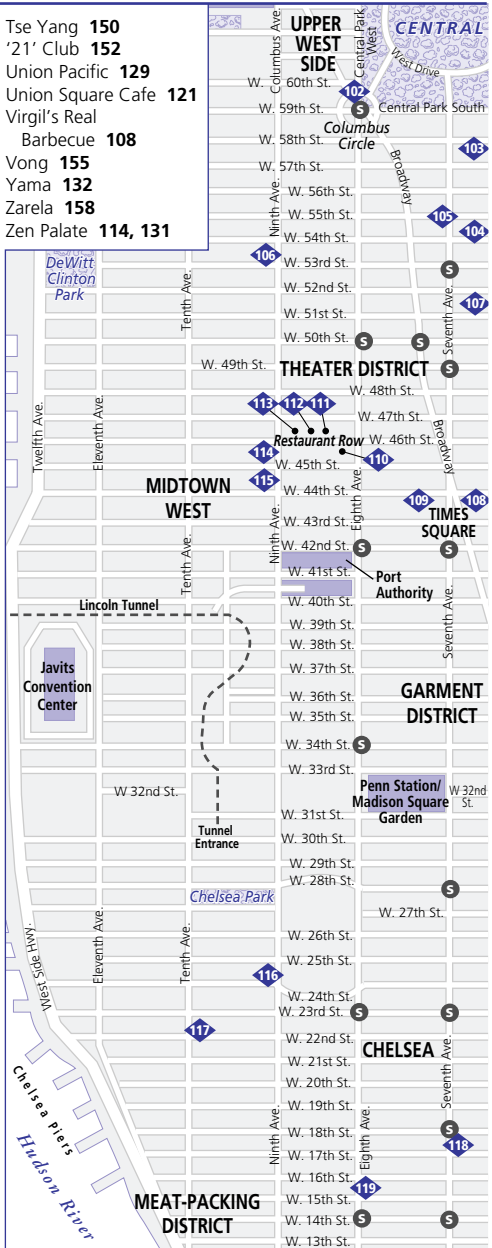 Tse Yang 150
‘21’ Club 152
Union Pacific 129
Union Square Cafe 121
Virgil’s Real
Barbecue 108
Vong 155
Yama 132
Zarela 158
Zen Palate 114, 131
UPPER
WEST
SIDE
Columbus Ave.
Central Park
West
CENTRAL
West Drive
W. 60th St.
102
W. 59th St.
S
Central Park South
Columbus
Circle
W. 58th St.
103
Broadway
W. 57th St.
W. 56th St.
Ninth Ave.
W. 55th St.
105
104
W. 54th St.
106
W. 53rd St.
S
DeWitt
Clinton
Park
W. 52nd St.
Tenth Ave.
107
W. 51st St.
Seventh Ave.
W. 50th St.
S
S
W. 49th St.
THEATER DISTRICT
S
W. 48th St.
113
112
111
W. 47th St.
Twelfth Ave.
Eleventh Ave.
Restaurant Row
W. 46th St.
Broadway
114
110
W. 45th St.
115
MIDTOWN
WEST
W. 44th St.
Eighth Ave.
109
108
TIMES
SQUARE
W. 43rd St.
Ninth Ave.
W. 42nd St.
S
S
Tenth Ave.
W. 41st St.
Port
Authority
W. 40th St.
Lincoln Tunnel
W. 39th St.
Seventh Ave.
W. 38th St.
Javits
Convention
Center
W. 37th St.
W. 36th St.
GARMENT
DISTRICT
W. 35th St.
W. 34th St.
S
W. 33rd St.
W 32nd St.
Penn Station/
Madison Square
Garden
W 32nd
St.
W. 31st St.
Tunnel
Entrance
W. 30th St.
W. 29th St.
W. 28th St.
S
Chelsea Park
W. 27th St.
West Side Hwy.
Eleventh Ave.
Tenth Ave.
W. 26th St.
W. 25th St.
116
W. 24th St.
W. 23rd St.
S
S
117
W. 22nd St.
CHELSEA
W. 21st St.
W. 20th St.
Seventh Ave.
Chelsea Piers
W. 19th St.
Ninth Ave.
W. 18th St.
Eighth Ave.
S
118
W. 17th St.
Hudson River
W. 16th St.
119
MEAT-PACKING
DISTRICT
W. 15th St.
W. 14th St.
S
S
W. 13th St.